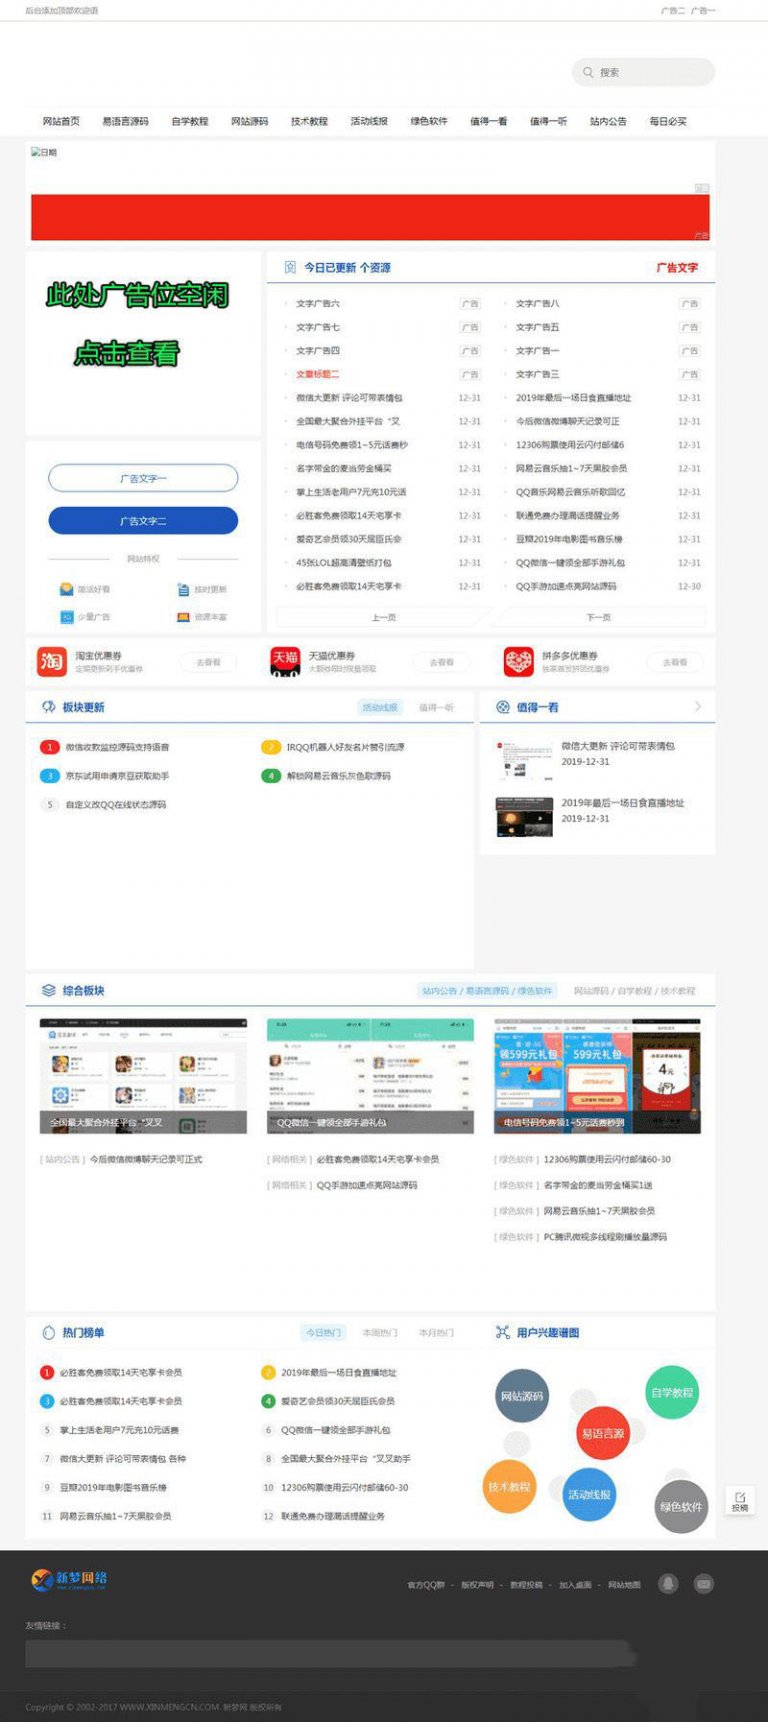 后台添加顶部欢迎语 广告二 广告一
搜索
网站首页 易语言源码 自学教程 网站源码 技术教程 活动线报 绿色软件 值得一看 值得一听 站内公告 每日必买
日期
广告
广告
此处广告位空闲
点击查看
今日已更新 个资源 广告文字
文字广告六 广告 文字广告八 广告
文字广告七 广告 文字广告五 广告
文字广告四 广告 文字广告一 广告
文章标题二 广告 文字广告三 广告
微信大更新 评论可带表情包 12-31 2019年最后一场日食直播地址 12-31
全国最大聚合外挂平台“叉叉 12-31 今后微信微博聊天记录可正 12-31
电信号码免费领1~5元话费秒 12-31 12306购票使用云闪付邮储6 12-31
名字带金的麦当劳金桶买 12-31 网易云音乐抽1~7天黑胶会员 12-31
掌上生活老用户7元充10元话 12-31 QQ音乐网易云音乐听歌回忆 12-31
必胜客免费领取14天宅享卡 12-31 联通免费办理漏话提醒业务 12-31
爱奇艺会员领30天屈臣氏会 12-31 豆瓣2019年电影图书音乐榜 12-31
45张LOL超高清壁纸打包 12-31 QQ微信一键领全部手游礼包 12-31
必胜客免费领取14天宅享卡 12-31 QQ手游加速点亮网站源码 12-30
上一页 下一页
广告文字一
广告文字二
网站特权
简洁好看 按时更新
少量广告 资源丰富
淘宝优惠券 去看看
定期更新剁手优惠券
天猫优惠券 去看看
大额券限时限量领取
拼多多优惠券 去看看
独家首发拼团优惠券
板块更新 活动线报 值得一听
1 微信收款监控源码支持语音 2 IRQQ机器人好友名片赞引流源
3 京东试用申请京豆获取助手 4 解锁网易云音乐灰色歌源码
5 自定义改QQ在线状态源码
值得一看
微信大更新 评论可带表情包
2019-12-31
2019年最后一场日食直播地址
2019-12-31
综合板块 站内公告 / 易语言源码 / 绿色软件 网站源码 / 自学教程 / 技术教程
领599元礼包 599元礼包 4元
全国最大聚合外挂平台“叉叉 QQ微信一键领全部手游礼包 电信号码免费领1~5元话费秒到
[ 站内公告 ] 今后微信微博聊天记录可正式 [ 网络相关 ] 必胜客免费领取14天宅享卡会员 [ 绿色软件 ] 12306购票使用云闪付邮储60-30
[ 网络相关 ] QQ手游加速点亮网站源码 [ 绿色软件 ] 名字带金的麦当劳金桶买1送
[ 绿色软件 ] 网易云音乐抽1~7天黑胶会员
[ 绿色软件 ] PC腾讯微视多线程刷播放量源码
热门榜单 今日热门 本周热门 本月热门
1 必胜客免费领取14天宅享卡会员 2 2019年最后一场日食直播地址
3 必胜客免费领取14天宅享卡会员 4 爱奇艺会员领30天屈臣氏会员
5 掌上生活老用户7元充10元话费 6 QQ微信一键领全部手游礼包
7 微信大更新 评论可带表情包 各种 8 全国最大聚合外挂平台“叉叉助手
9 豆瓣2019年电影图书音乐榜 10 12306购票使用云闪付邮储60-30
11 网易云音乐抽1~7天黑胶会员 12 联通免费办理漏话提醒业务
用户兴趣谱图
网站源码 自学教程
易语言源
技术教程 活动线报 绿色软件
投稿
新梦网络
官方QQ群 - 版权声明 - 教程投稿 - 加入桌面 - 网站地图
友情链接：
Copyright © 2002-2017 WWW.XINMENGCN.COM. 新梦网 版权所有